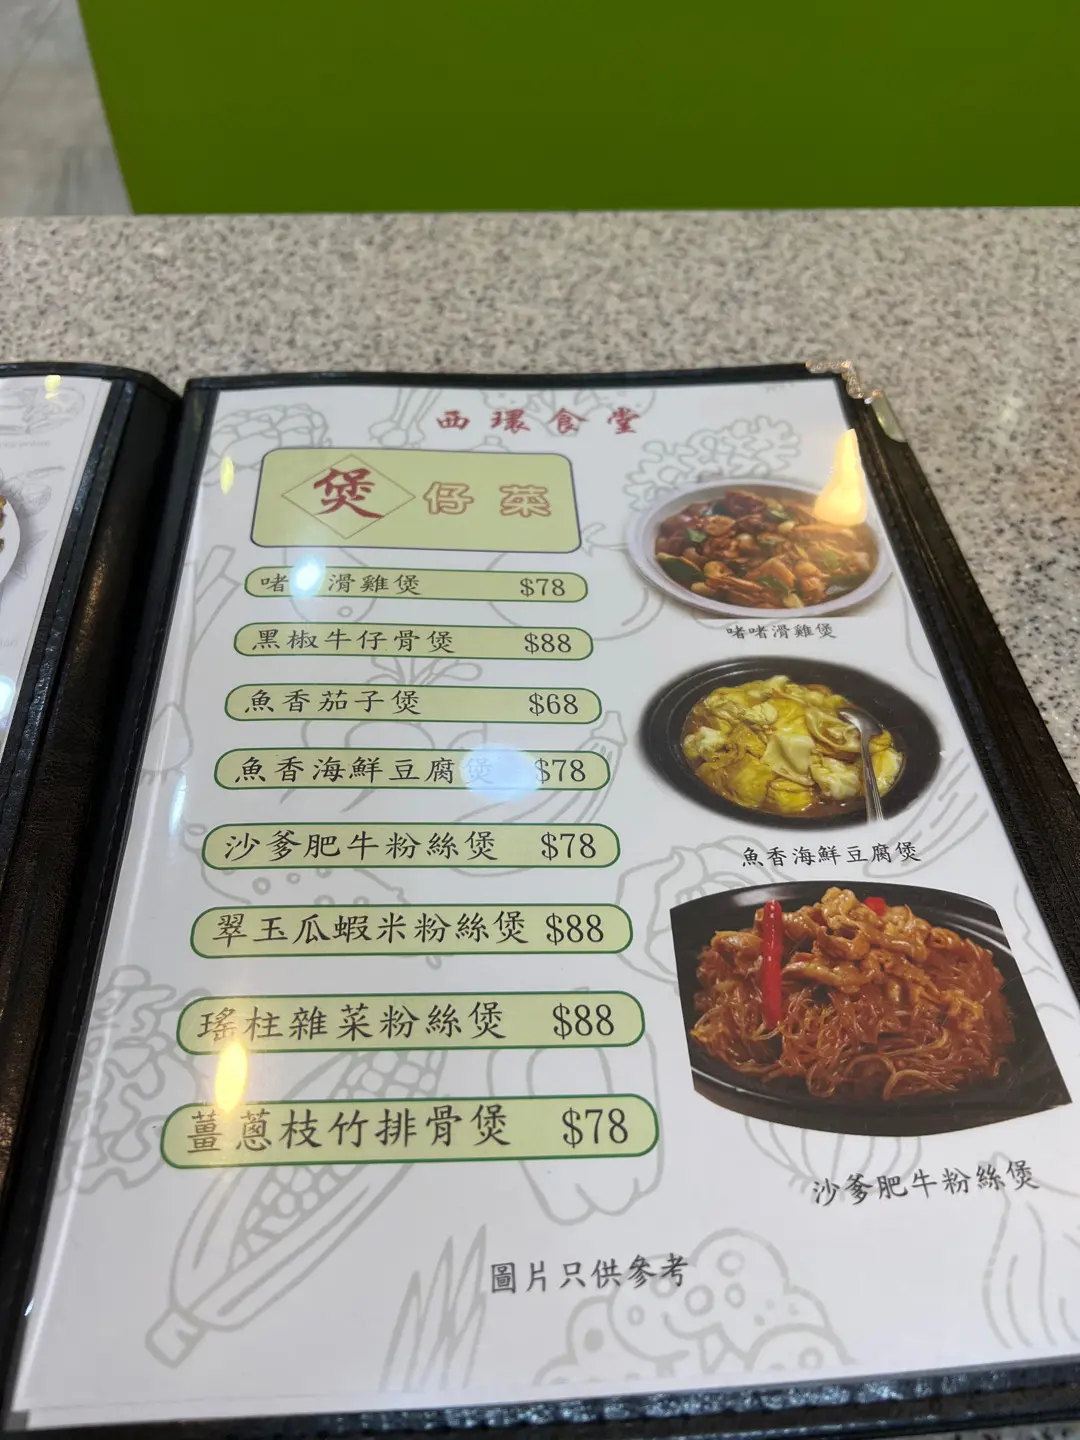 西環食堂
煲仔菜
啫 滑雞煲 $78
黑椒牛仔骨煲 $88
魚香茄子煲 $68
魚香海鮮豆腐煲 $78
沙爹肥牛粉絲煲 $78
翠玉瓜蝦米粉絲煲 $88
瑤柱雜菜粉絲煲 $88
薑蔥枝竹排骨煲 $78
啫啫滑雞煲
魚香海鮮豆腐煲
沙爹肥牛粉絲煲
圖片只供參考